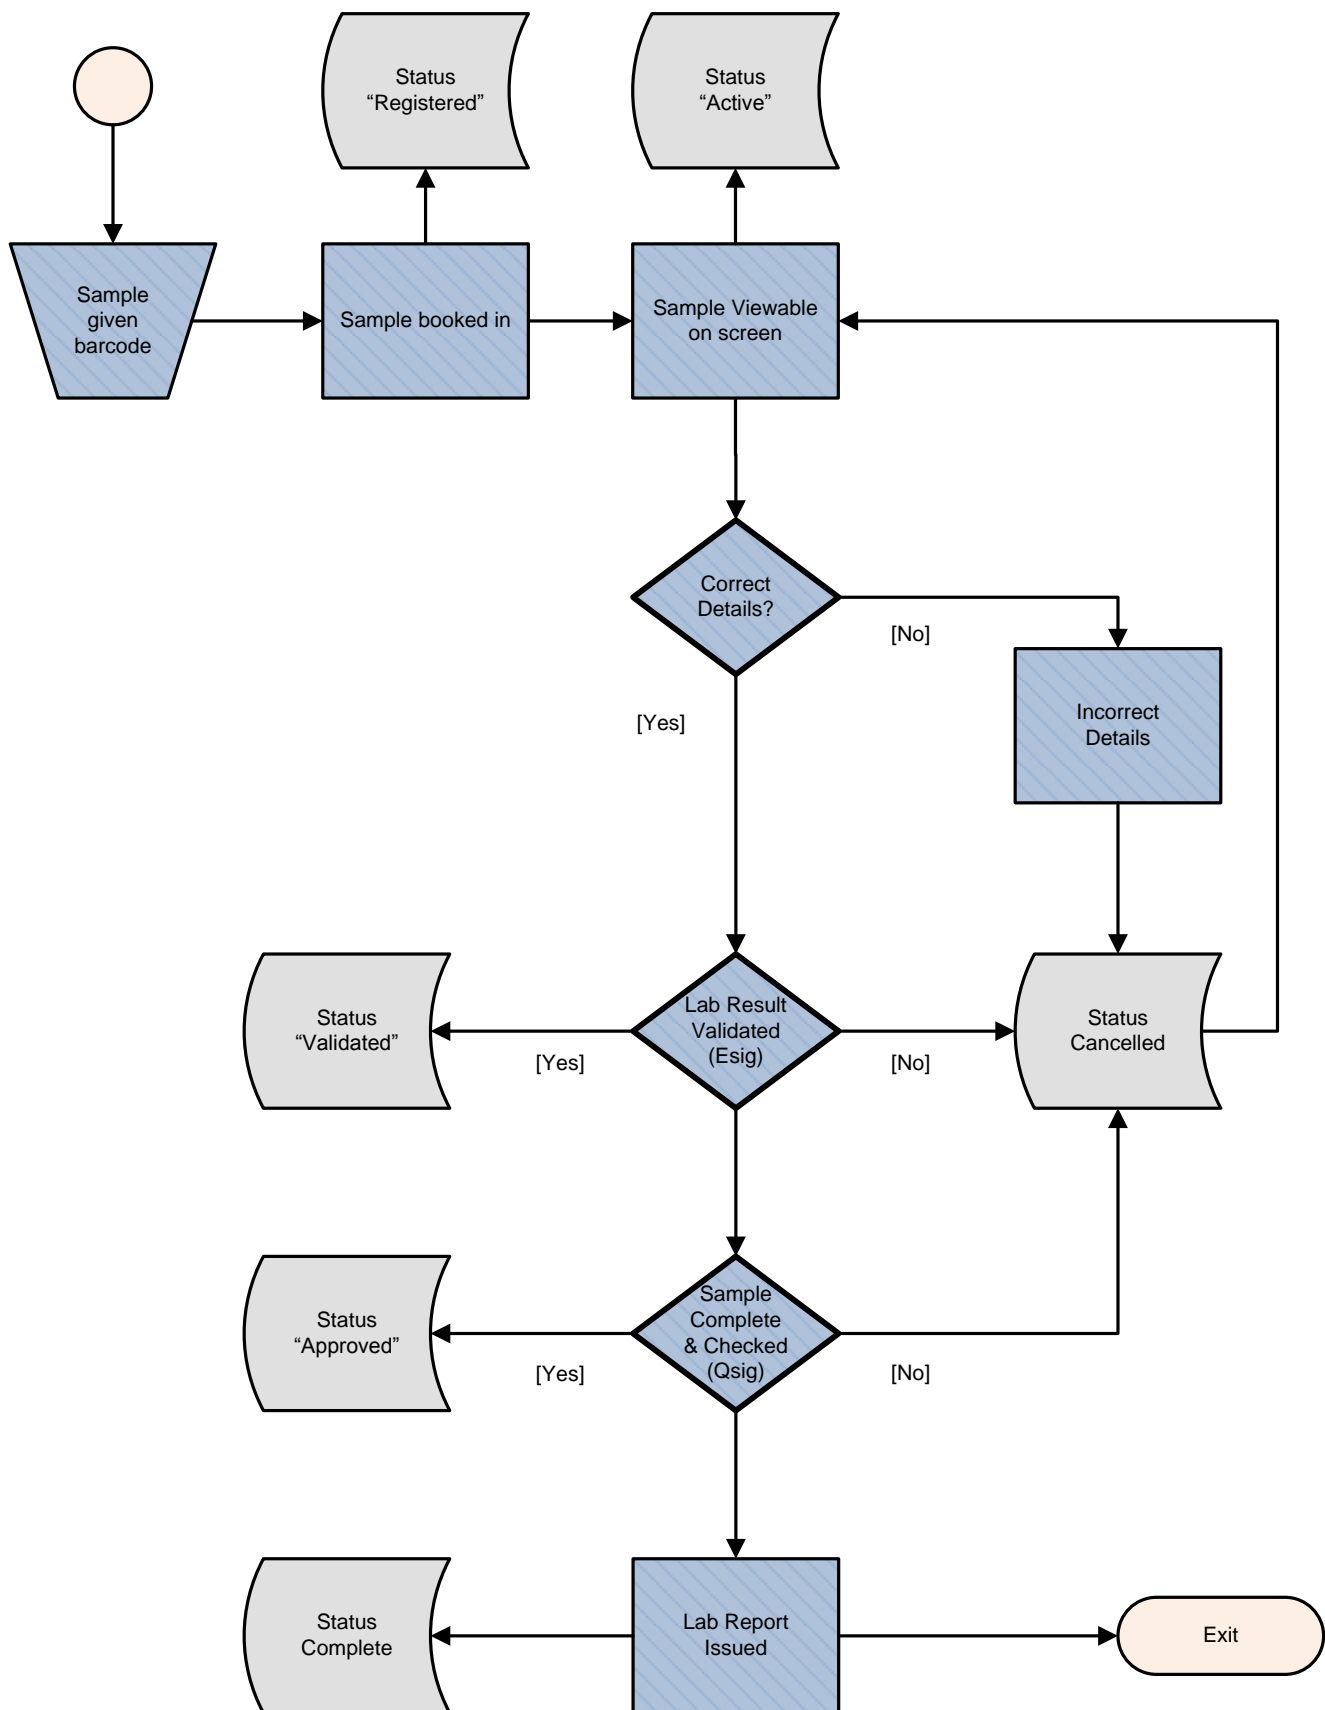 Status
“Registered”
Status
“Active”
Sample
given
barcode
Sample booked in
Sample Viewable
on screen
Correct
Details?
[No]
[Yes]
Incorrect
Details
Status
“Validated”
[Yes]
Lab Result
Validated
(Esig)
[No]
Status
Cancelled
Status
“Approved”
[Yes]
Sample
Complete
& Checked
(Qsig)
[No]
Status
Complete
Lab Report
Issued
Exit